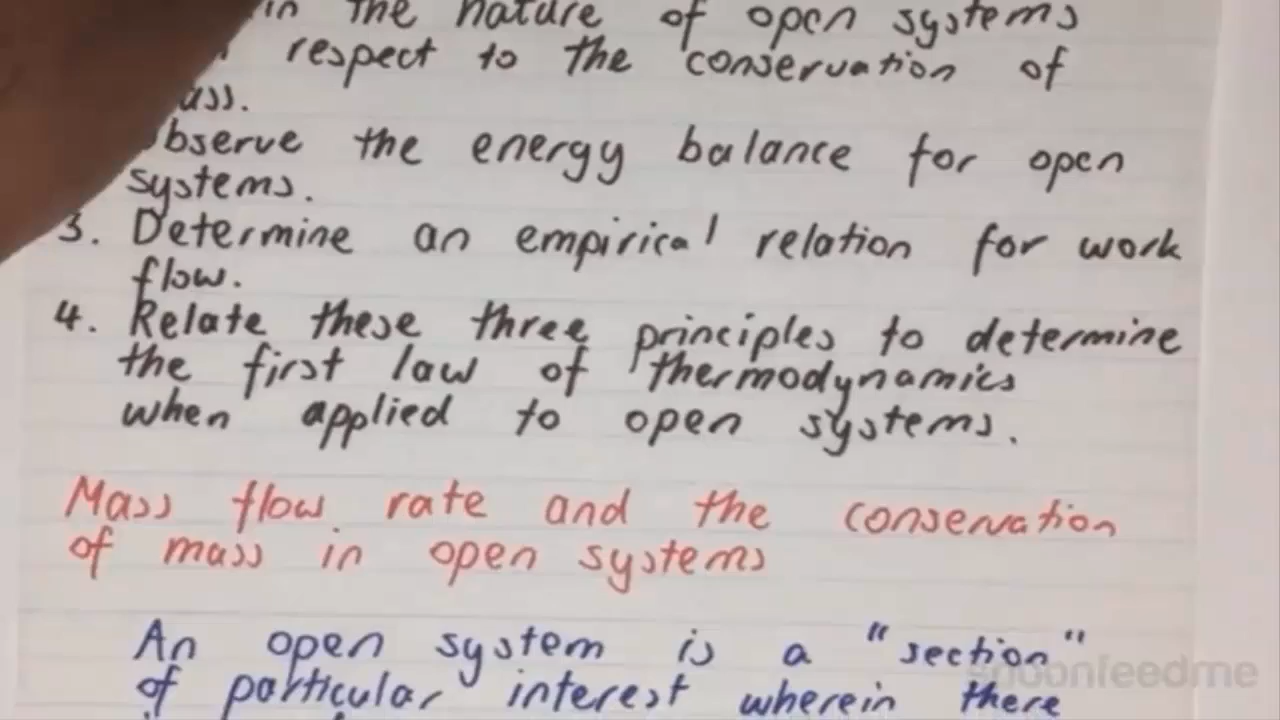 in the nature of open systems
respect to the conservation of
ass.
bserve the energy balance for open
systems.
3. Determine an empirical relation for work
flow.
4. Relate these three principles to determine
the first law of thermodynamics
when applied to open systems.
Mass flow rate and the conservation
of mass in open systems
An open system is a "section"
of particular interest wherein there
spoonfeedme